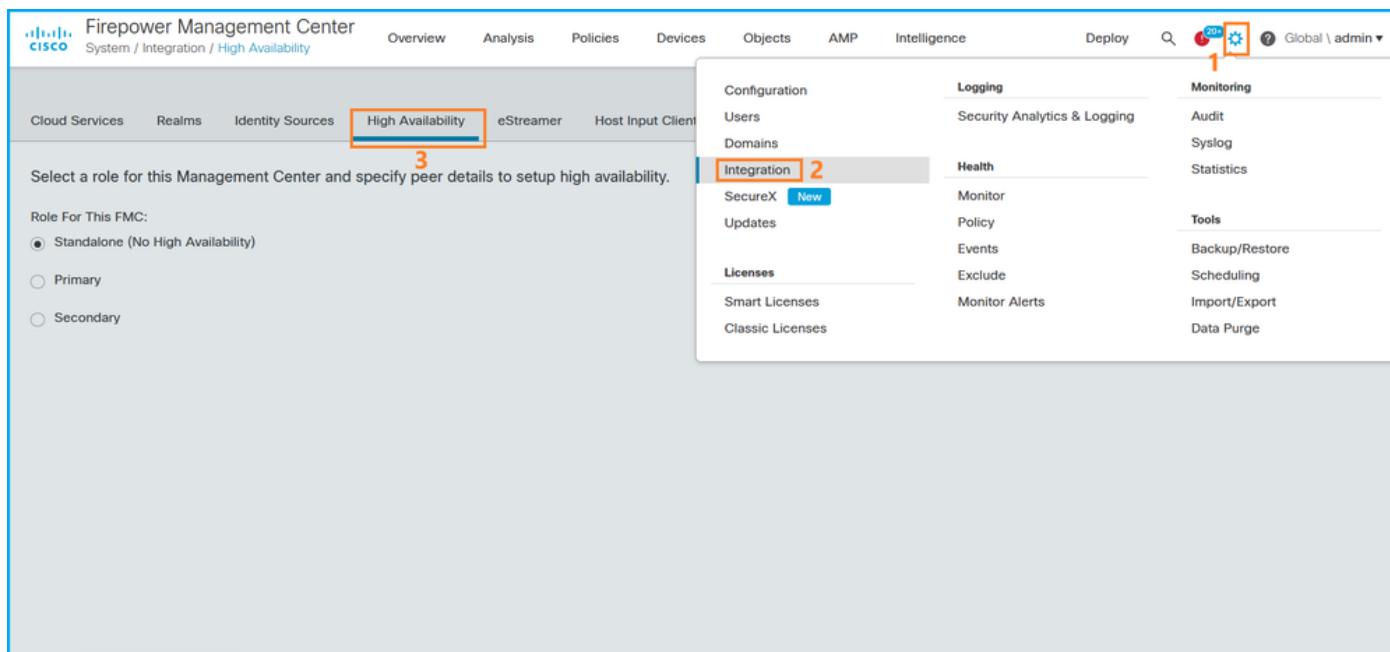 CISCO
Firepower Management Center
System / Integration / High Availability
Overview
Analysis
Policies
Devices
Objects
AMP
Intelligence
Deploy
20+
Global \ admin
1
Cloud Services
Realms
Identity Sources
High Availability
eStreamer
Host Input Client
3
Select a role for this Management Center and specify peer details to setup high availability.
Role For This FMC:
Standalone (No High Availability)
Primary
Secondary
Configuration
Users
Domains
Integration 2
SecureX New
Updates
Licenses
Smart Licenses
Classic Licenses
Logging
Security Analytics & Logging
Health
Monitor
Policy
Events
Exclude
Monitor Alerts
Monitoring
Audit
Syslog
Statistics
Tools
Backup/Restore
Scheduling
Import/Export
Data Purge